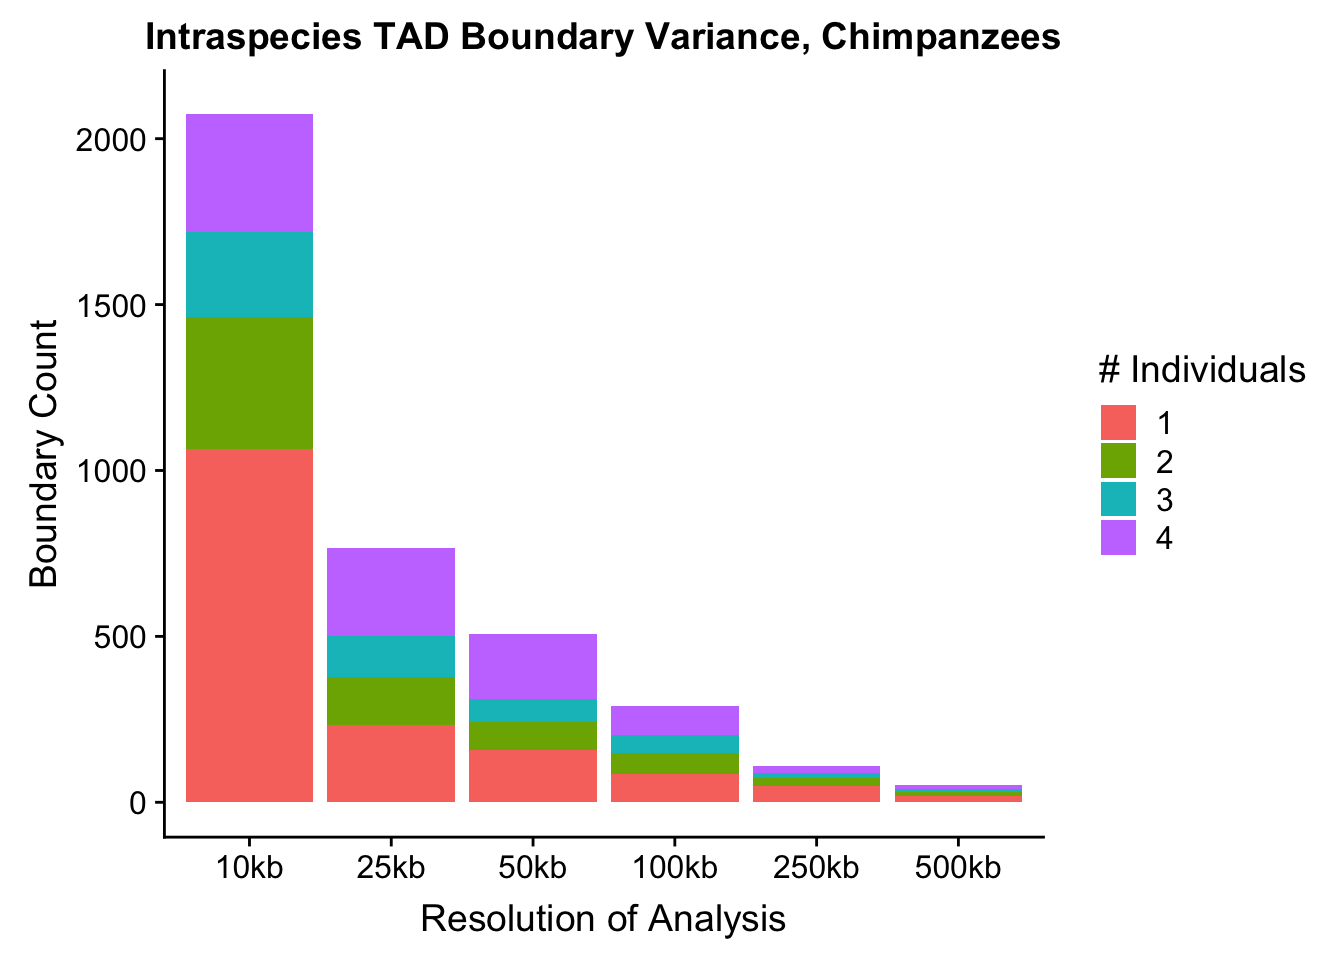 Intraspecies TAD Boundary Variance, Chimpanzees
Boundary Count
2000
1500
1000
500
0
10kb 25kb 50kb 100kb 250kb 500kb
Resolution of Analysis
# Individuals
1
2
3
4